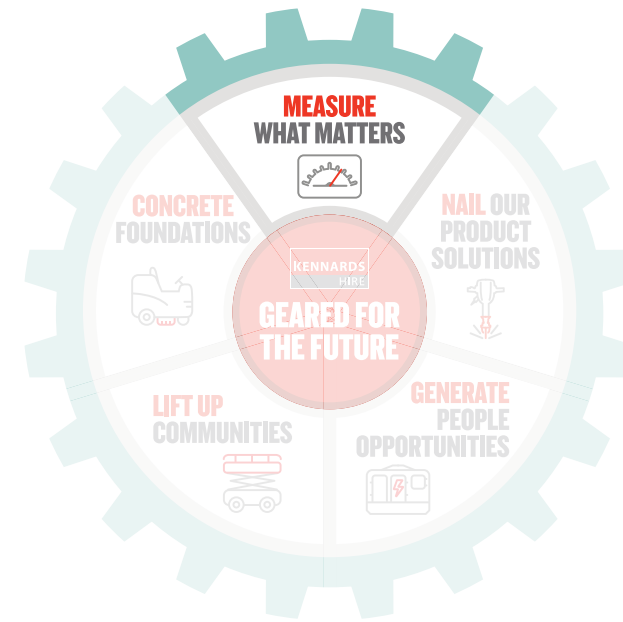 MEASURE
WHAT MATTERS
CONCRETE
FOUNDATIONS
NAIL OUR
PRODUCT
SOLUTIONS
KENNARDS
HIRE
GEARED FOR
THE FUTURE
LIFT UP
COMMUNITIES
GENERATE
PEOPLE
OPPORTUNITIES